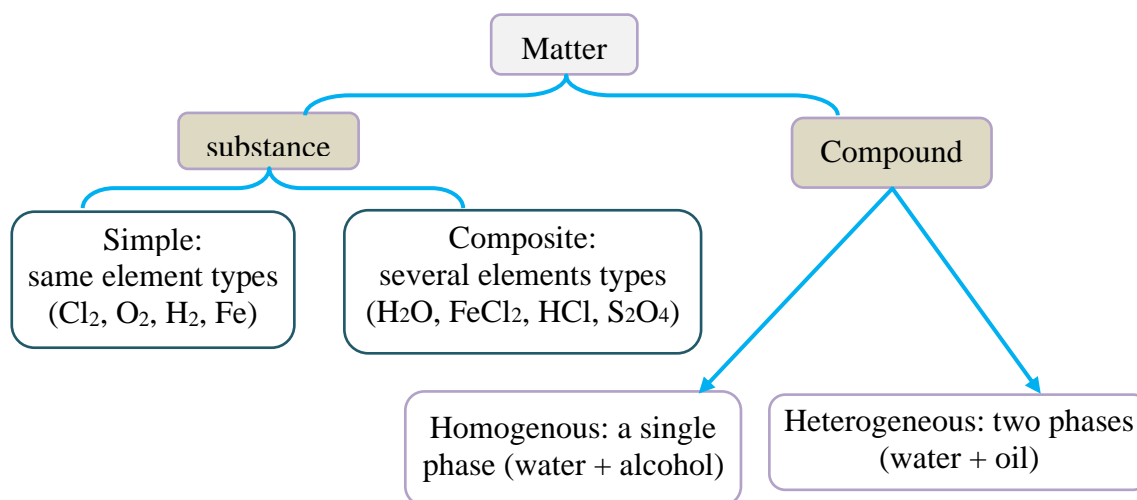 Matter
substance
Compound
Simple:
same element types
(Cl₂, O₂, H₂, Fe)
Composite:
several elements types
(H₂O, FeCl₂, HCl, S₂O₄)
Homogenous: a single
phase (water + alcohol)
Heterogeneous: two phases
(water + oil)